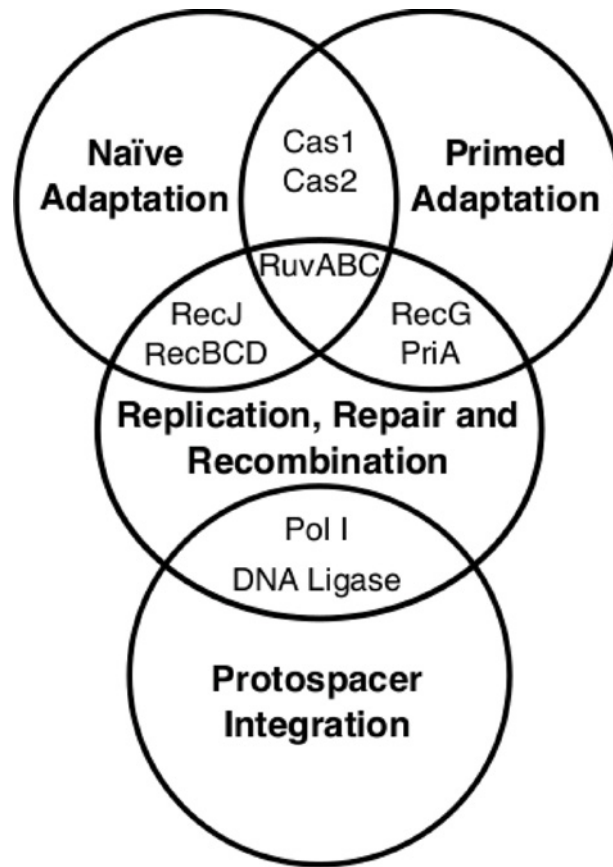 Naïve
Adaptation
Cas1
Cas2
Primed
Adaptation
RuvABC
RecJ
RecBCD
RecG
PriA
Replication, Repair and
Recombination
Pol I
DNA Ligase
Protospacer
Integration